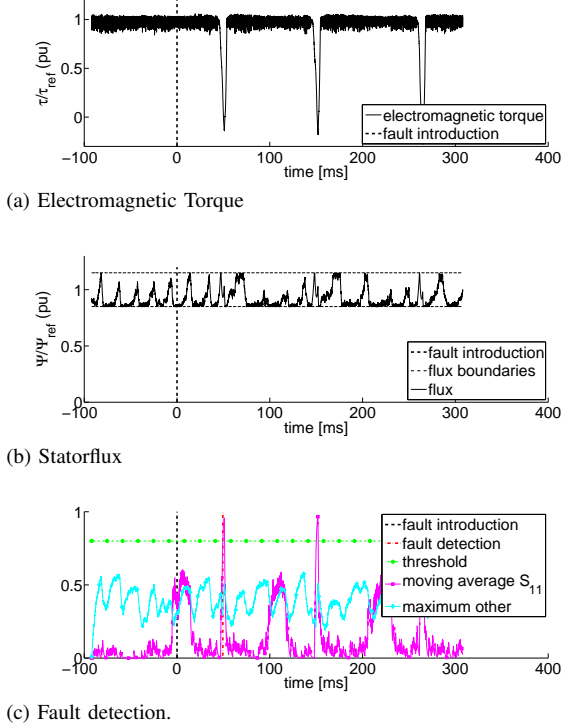 1
0.5
0
τ/τref (pu)
electromagnetic torque
fault introduction
−100 0 100 200 300 400
time [ms]
(a) Electromagnetic Torque
1
0.5
0
Ψ/Ψref (pu)
fault introduction
flux boundaries
flux
−100 0 100 200 300 400
time [ms]
(b) Statorflux
1
0.5
0
fault introduction
fault detection
threshold
moving average S11
maximum other
−100 0 100 200 300 400
time [ms]
(c) Fault detection.